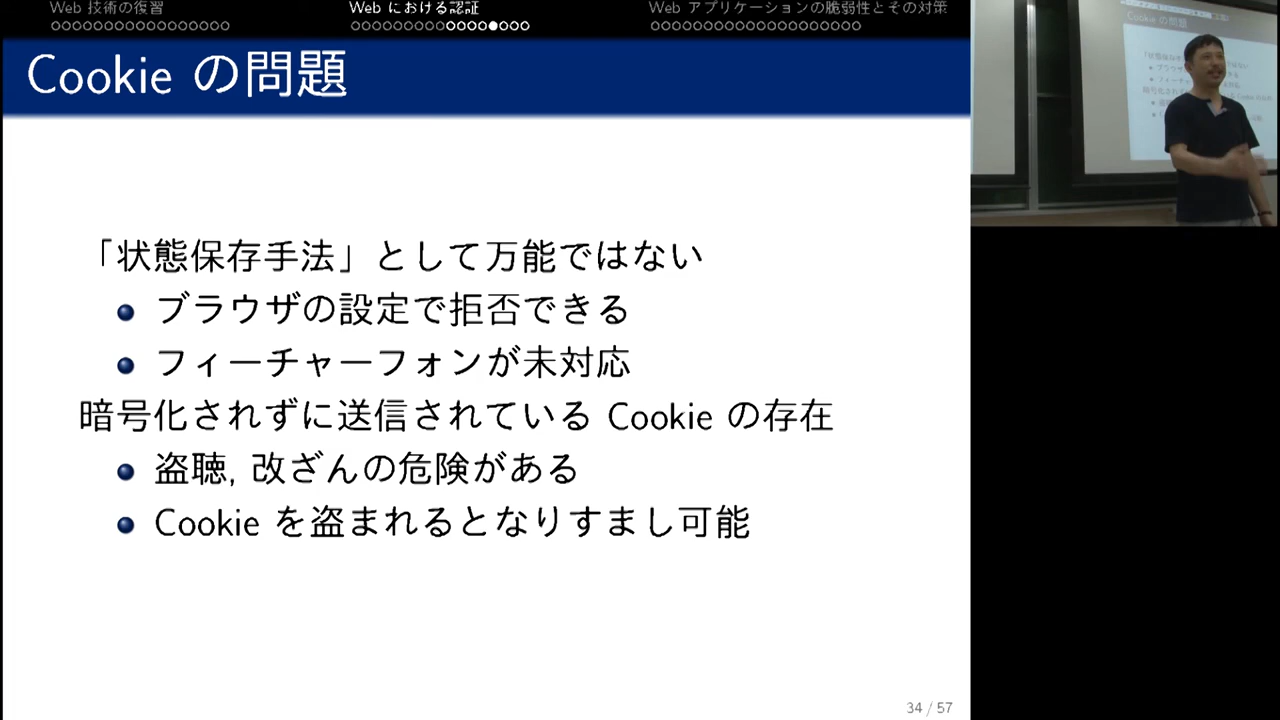 Web 技術の復習
Web における認証
Web アプリケーションの脆弱性とその対策
Cookie の問題
「状態保存手法」として万能ではない
ブラウザの設定で拒否できる
フィーチャーフォンが未対応
暗号化されずに送信されている Cookie の存在
盗聴, 改ざんの危険がある
Cookie を盗まれるとなりすまし可能
34 / 57
Cookie の問題